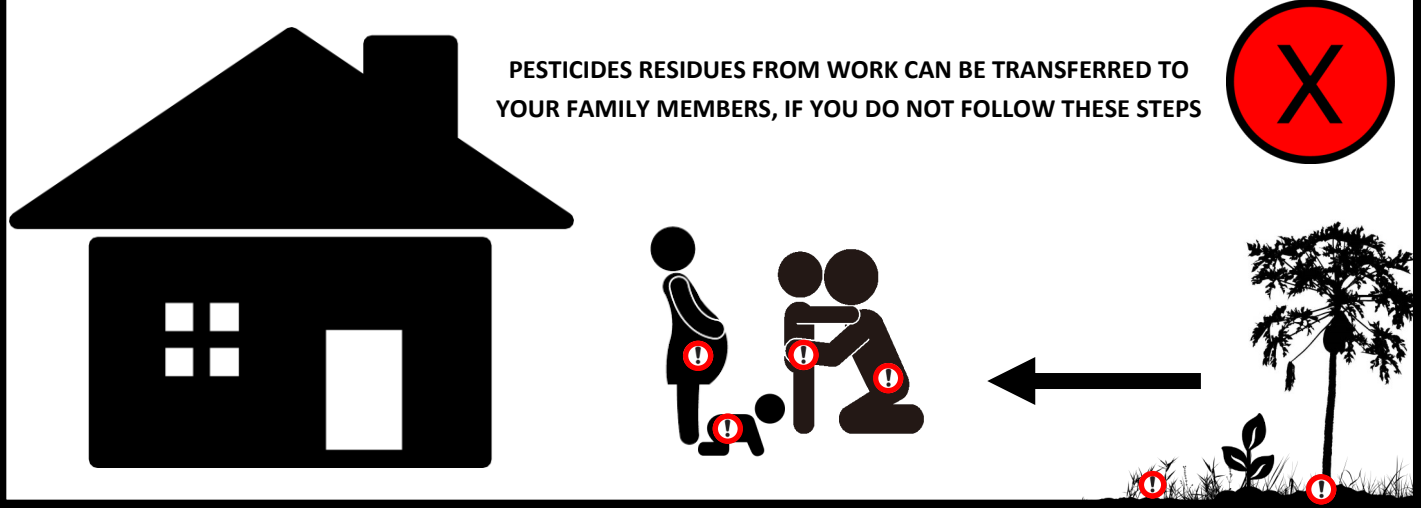 PESTICIDES RESIDUES FROM WORK CAN BE TRANSFERRED TO
YOUR FAMILY MEMBERS, IF YOU DO NOT FOLLOW THESE STEPS
X
!
!
!
!
!
!